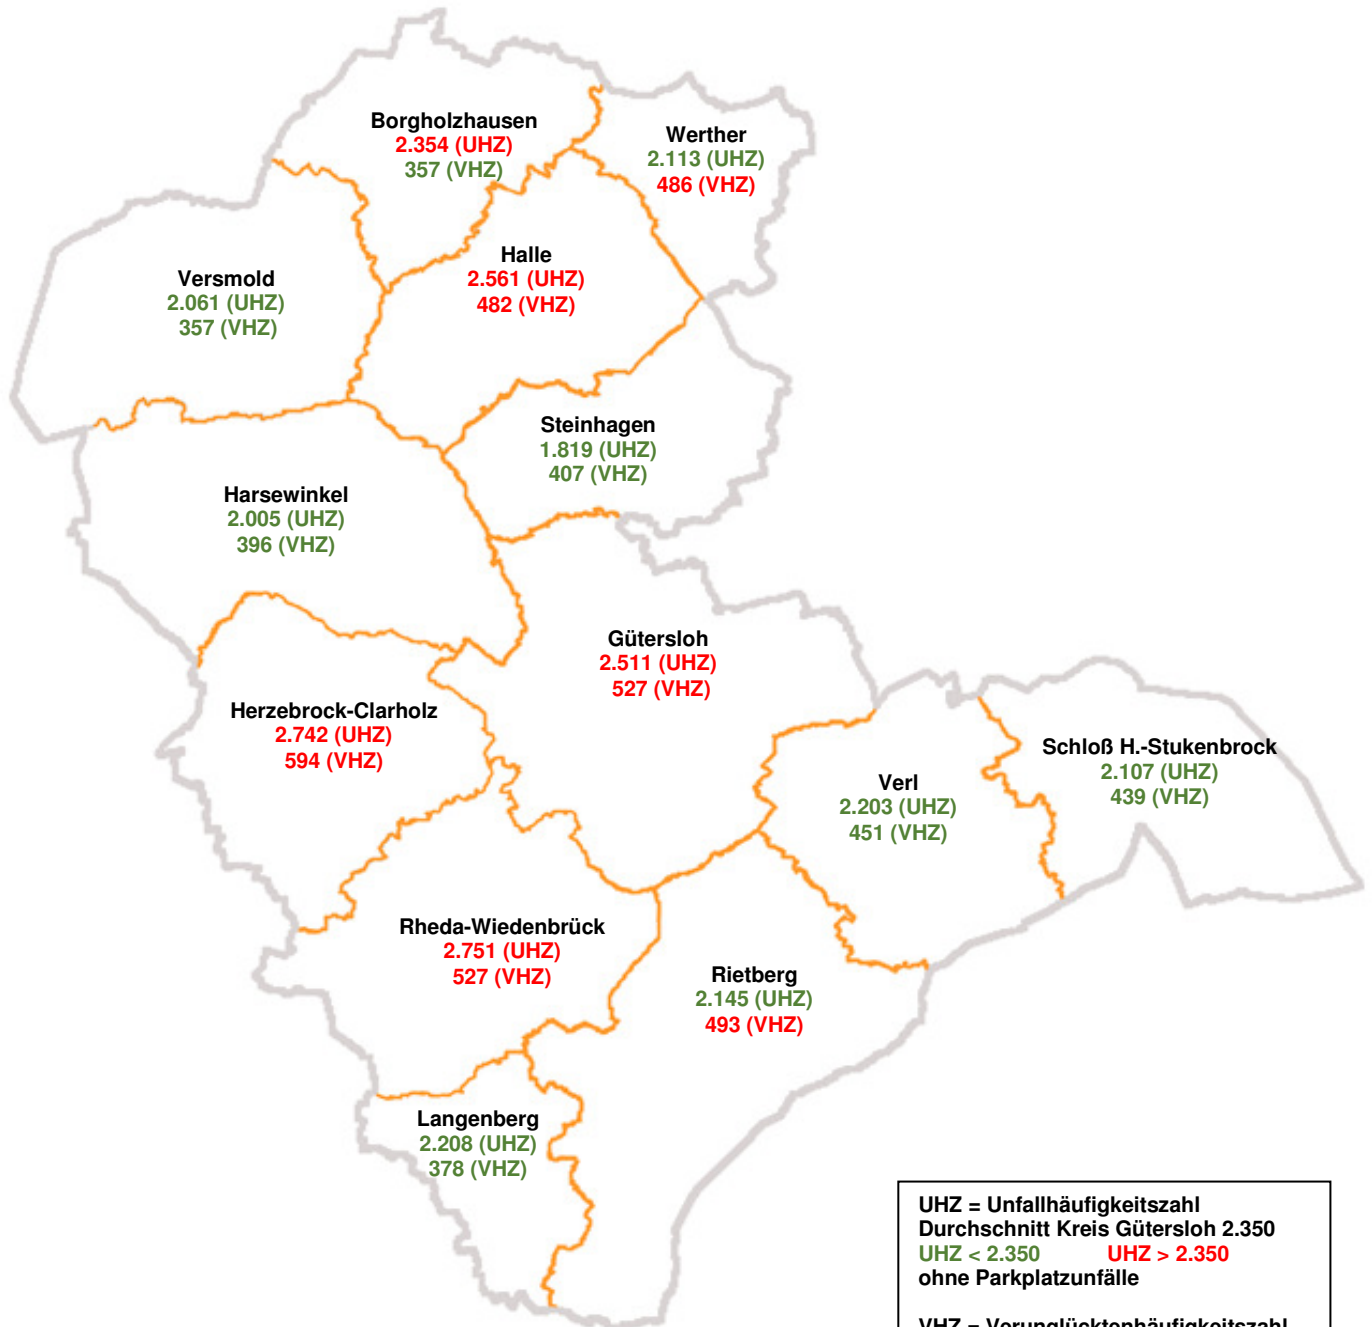 Borgholzhausen
2.354 (UHZ)
357 (VHZ)
Werther
2.113 (UHZ)
486 (VHZ)
Halle
2.561 (UHZ)
482 (VHZ)
Versmold
2.061 (UHZ)
357 (VHZ)
Steinhagen
1.819 (UHZ)
407 (VHZ)
Harsewinkel
2.005 (UHZ)
396 (VHZ)
Gütersloh
2.511 (UHZ)
527 (VHZ)
Herzebrock-Clarholz
2.742 (UHZ)
594 (VHZ)
Schloß H.-Stukenbrock
2.107 (UHZ)
439 (VHZ)
Verl
2.203 (UHZ)
451 (VHZ)
Rheda-Wiedenbrück
2.751 (UHZ)
527 (VHZ)
Rietberg
2.145 (UHZ)
493 (VHZ)
Langenberg
2.208 (UHZ)
378 (VHZ)
UHZ = Unfallhäufigkeitszahl
Durchschnitt Kreis Gütersloh 2.350
UHZ < 2.350 UHZ > 2.350
ohne Parkplatzunfälle
VHZ = Verunglücktenhäufigkeitszahl